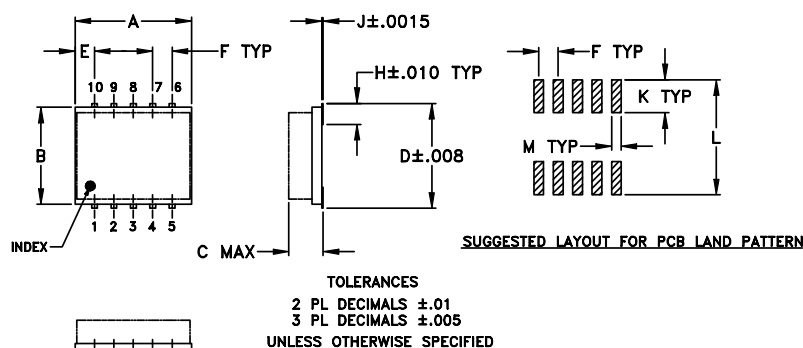 A
E
F TYP
10 9 8 7 6
B
1 2 3 4 5
INDEX
J±.0015
H±.010 TYP
D±.008
C MAX
F TYP
K TYP
M TYP
L
SUGGESTED LAYOUT FOR PCB LAND PATTERN
TOLERANCES
2 PL DECIMALS ±.01
3 PL DECIMALS ±.005
UNLESS OTHERWISE SPECIFIED